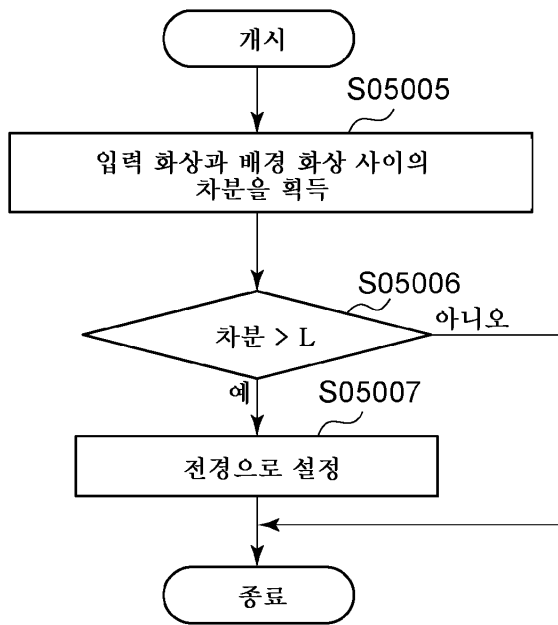 개시
S05005
입력 화상과 배경 화상 사이의
차분을 획득
S05006
차분 > L
아니오
예
S05007
전경으로 설정
종료